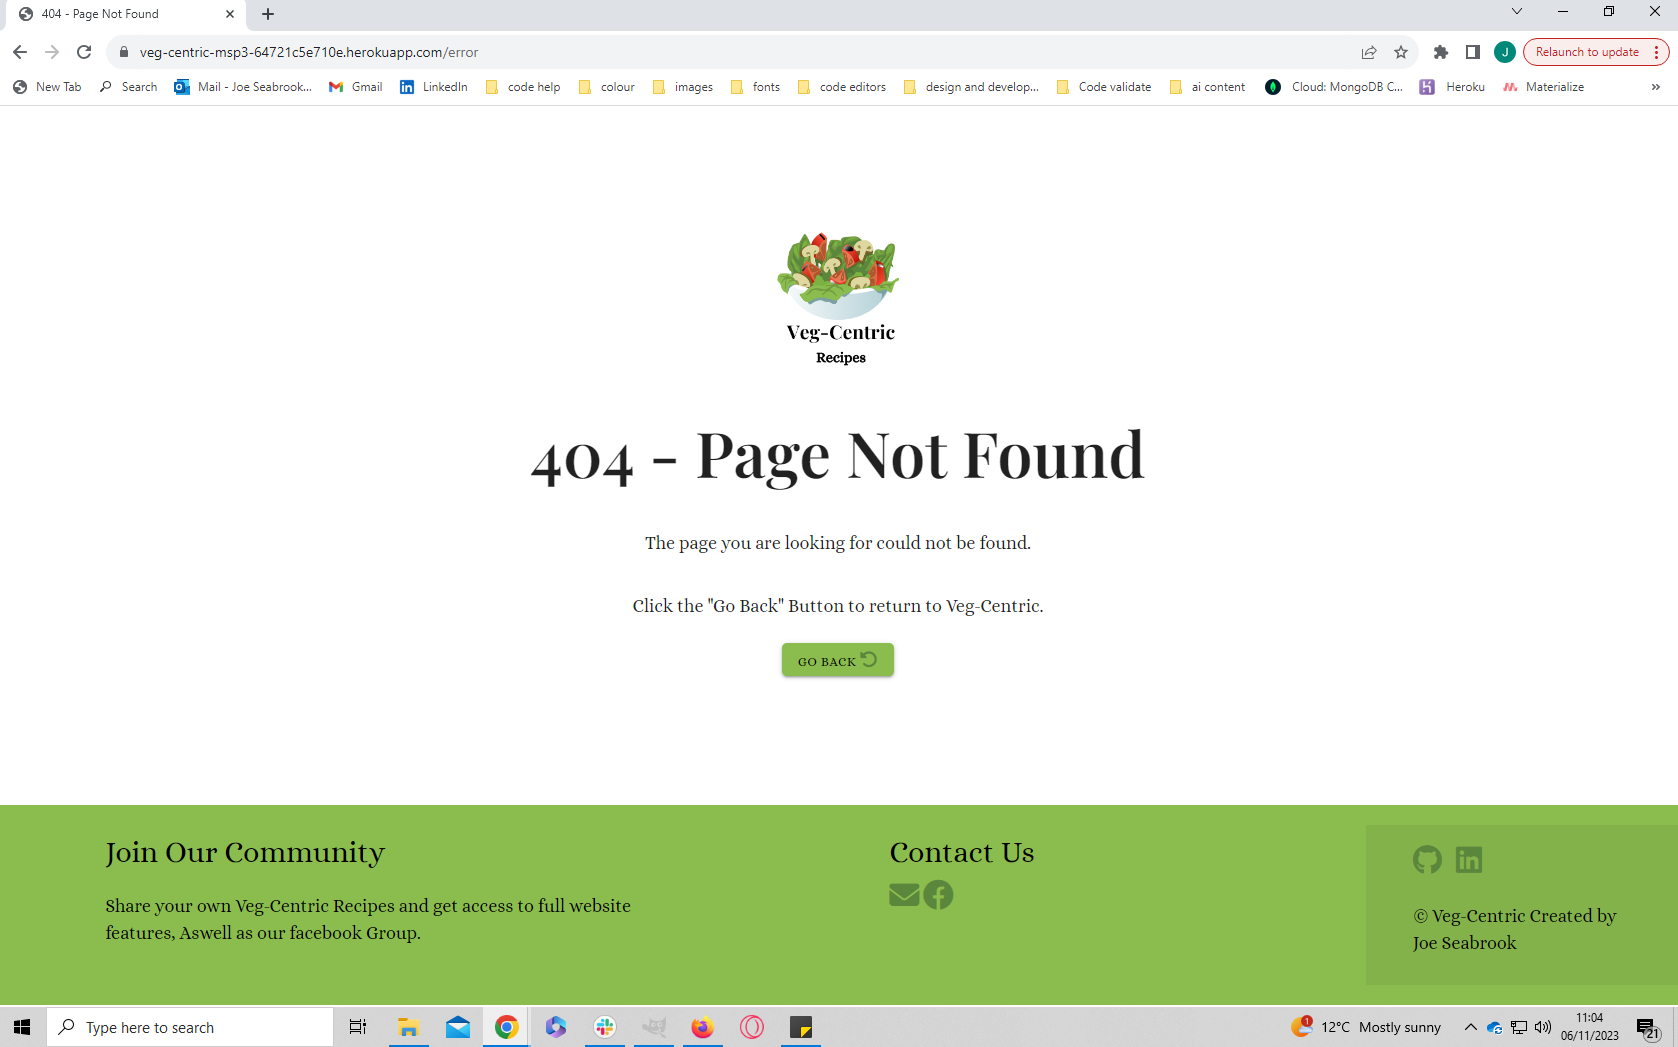 404 - Page Not Found
veg-centric-msp3-64721c5e710e.herokuapp.com/error
J
Relaunch to update
New Tab
Search
Mail - Joe Seabrook...
Gmail
LinkedIn
code help
colour
images
fonts
code editors
design and develop...
Code validate
ai content
Cloud: MongoDB C...
Heroku
Materialize
»
Veg-Centric
Recipes
404 - Page Not Found
The page you are looking for could not be found.
Click the "Go Back" Button to return to Veg-Centric.
GO BACK
Join Our Community
Share your own Veg-Centric Recipes and get access to full website
features, Aswell as our facebook Group.
Contact Us
© Veg-Centric Created by
Joe Seabrook
Type here to search
1
12°C Mostly sunny
11:04
06/11/2023
21